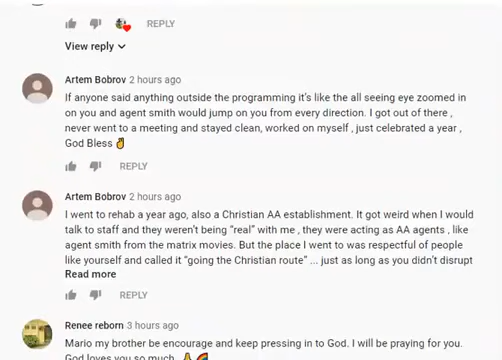 REPLY
View reply
Artem Bobrov 2 hours ago
If anyone said anything outside the programming it's like the all seeing eye zoomed in
on you and agent smith would jump on you from every direction. I got out of there ,
never went to a meeting and stayed clean, worked on myself , just celebrated a year ,
God Bless ✌
REPLY
Artem Bobrov 2 hours ago
I went to rehab a year ago, also a Christian AA establishment. It got weird when I would
talk to staff and they weren't being "real" with me , they were acting as AA agents , like
agent smith from the matrix movies. But the place I went to was respectful of people
like yourself and called it "going the Christian route" ... just as long as you didn't disrupt
Read more
REPLY
Renee reborn 3 hours ago
Mario my brother be encourage and keep pressing in to God. I will be praying for you.
God loves you so much. 🙏🌈